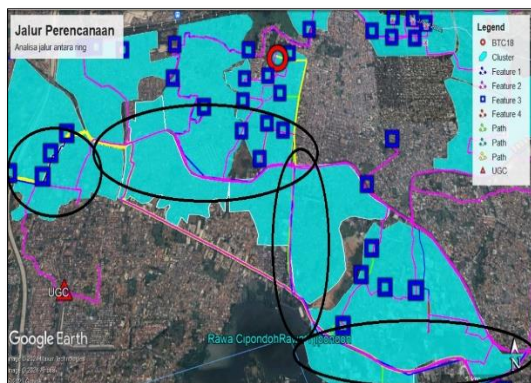 Jalur Perencanaan
Analisa jalur antara ring
Legend
BTC18
Cluster
Feature 1
Feature 2
Feature 3
Feature 4
Path
Path
Path
UGC
UGC
Rawa Cipondoh
Google Earth
N